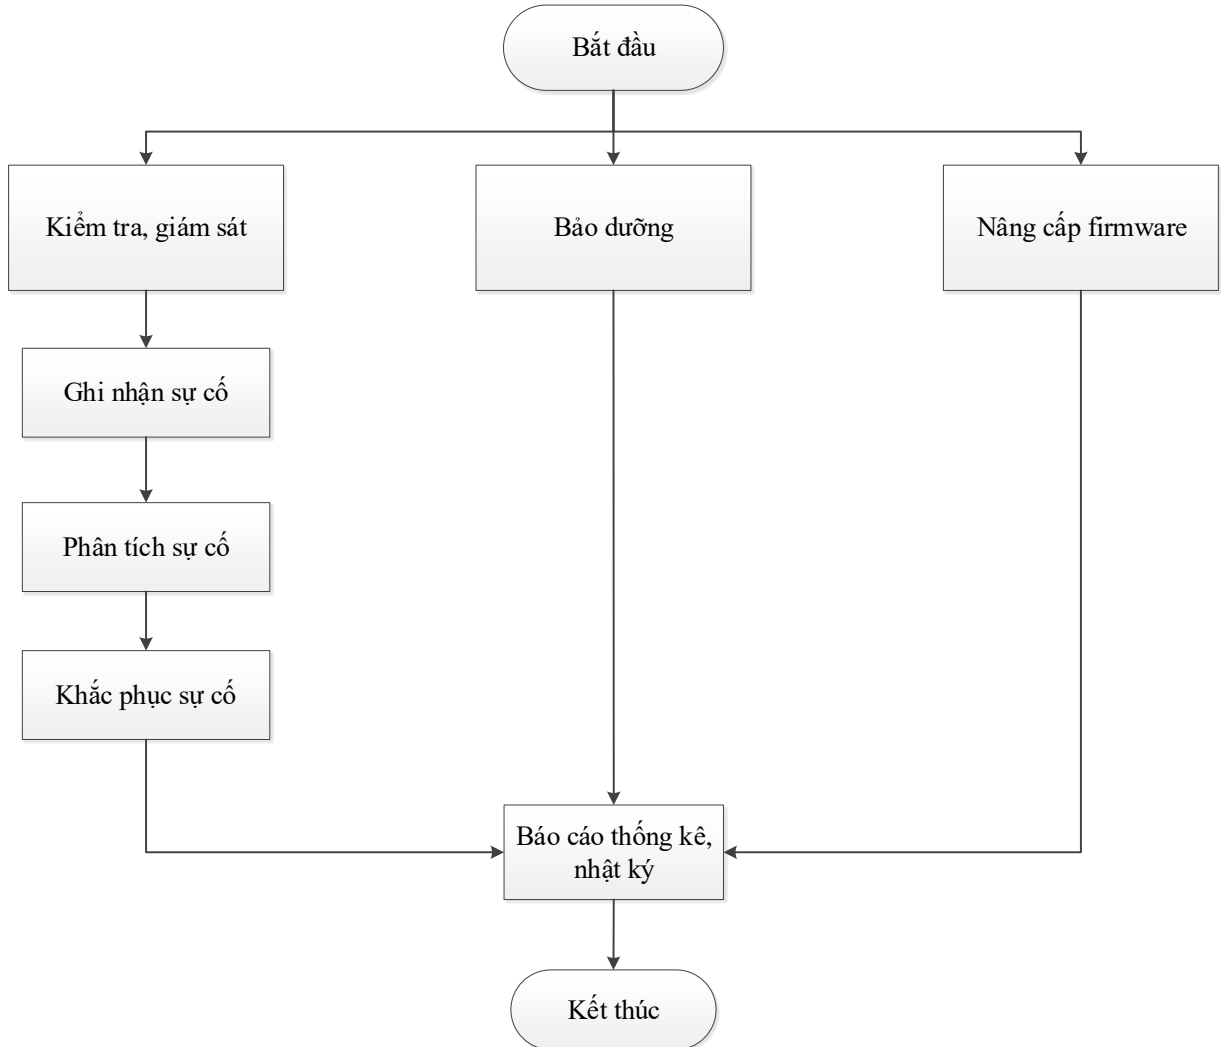 Bắt đầu
Kiểm tra, giám sát
Bảo dưỡng
Nâng cấp firmware
Ghi nhận sự cố
Phân tích sự cố
Khắc phục sự cố
Báo cáo thống kê,
nhật ký
Kết thúc